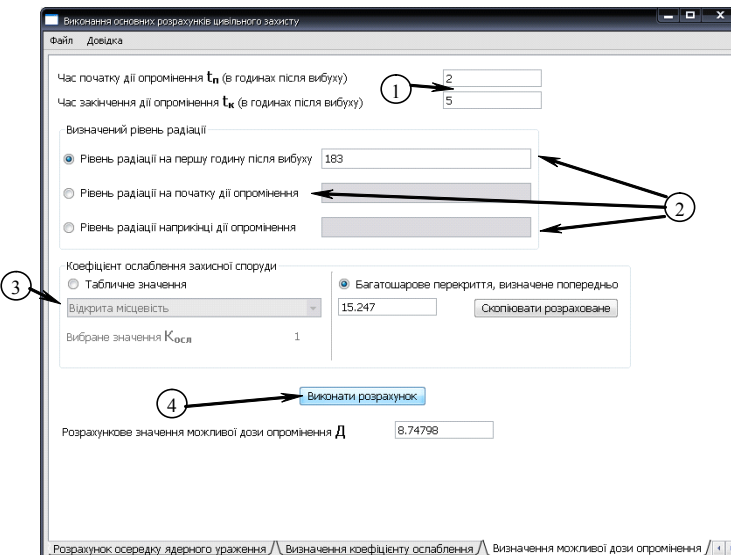 Виконання основних розрахунків цивільного захисту
Файл Довідка
Час початку дії опромінення tп (в годинах після вибуху) 2
1
Час закінчення дії опромінення tк (в годинах після вибуху) 5
Визначений рівень радіації
Рівень радіації на першу годину після вибуху 183
Рівень радіації на початку дії опромінення
2
Рівень радіації наприкінці дії опромінення
Коефіцієнт ослаблення захисної споруди
3
Табличне значення Багатошарове перекриття, визначене попередньо
Відкрита місцевість 15.247 Скопіювати розраховане
Вибране значення Kосл 1
4
Виконати розрахунок
Розрахункове значення можливої дози опромінення Д 8.74798
Розрахунок осередку ядерного ураження Визначення коефіцієнту ослаблення Визначення можливої дози опромінення